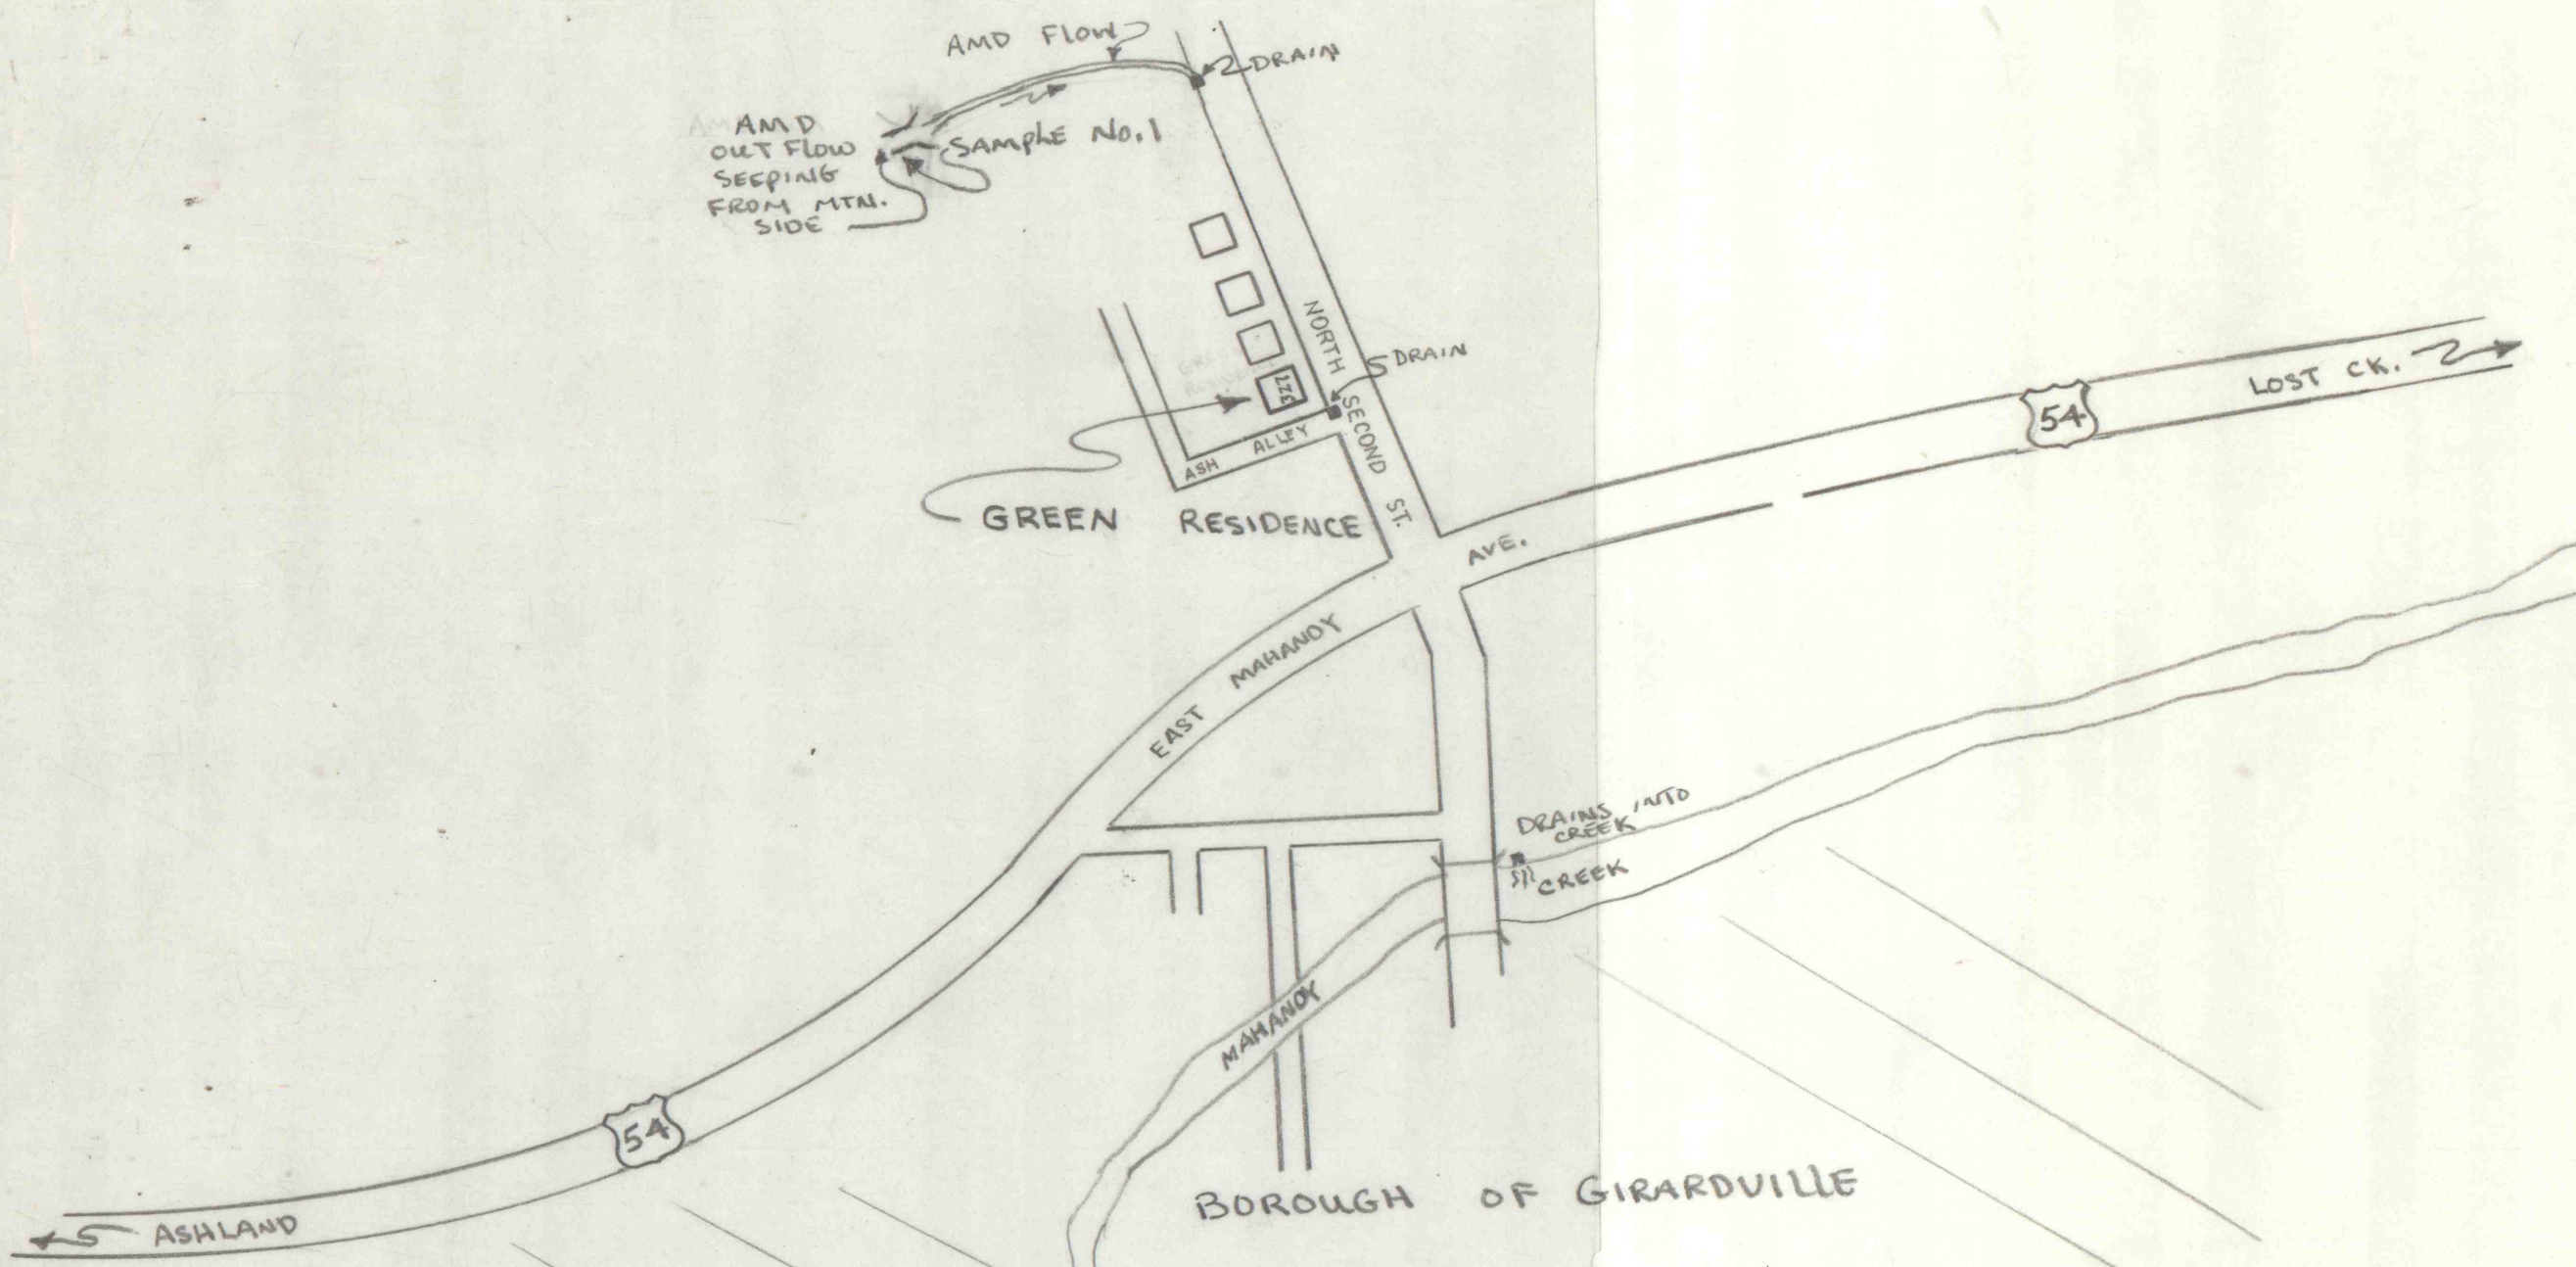 AMD FLOW
DRAIN
AMD
OUT FLOW
SEEPING
FROM MTN.
SIDE
SAMPLE No.1
NORTH SECOND ST.
DRAIN
327
ASH ALLEY
GREEN RESIDENCE
LOST CK.
54
EAST MAHANOY AVE.
DRAINS INTO
CREEK
MAHANOY CREEK
54
ASHLAND
BOROUGH OF GIRARDVILLE